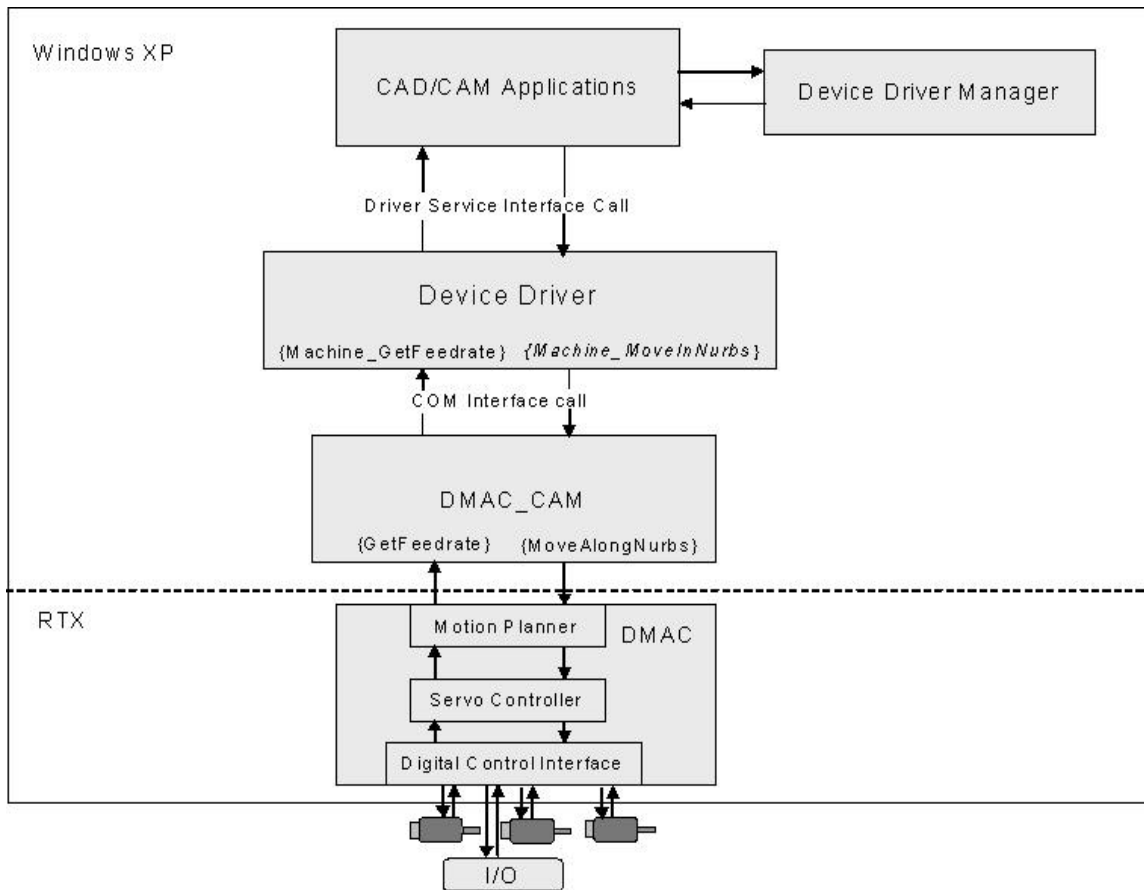 Windows XP
CAD/CAM Applications
Device Driver Manager
Driver Service Interface Call
Device Driver
{Machine_GetFeedrate} {Machine_MoveInNurbs}
COM Interface call
DMAC_CAM
{GetFeedrate} {MoveAlongNurbs}
RTX
Motion Planner
DMAC
Servo Controller
Digital Control Interface
I/O